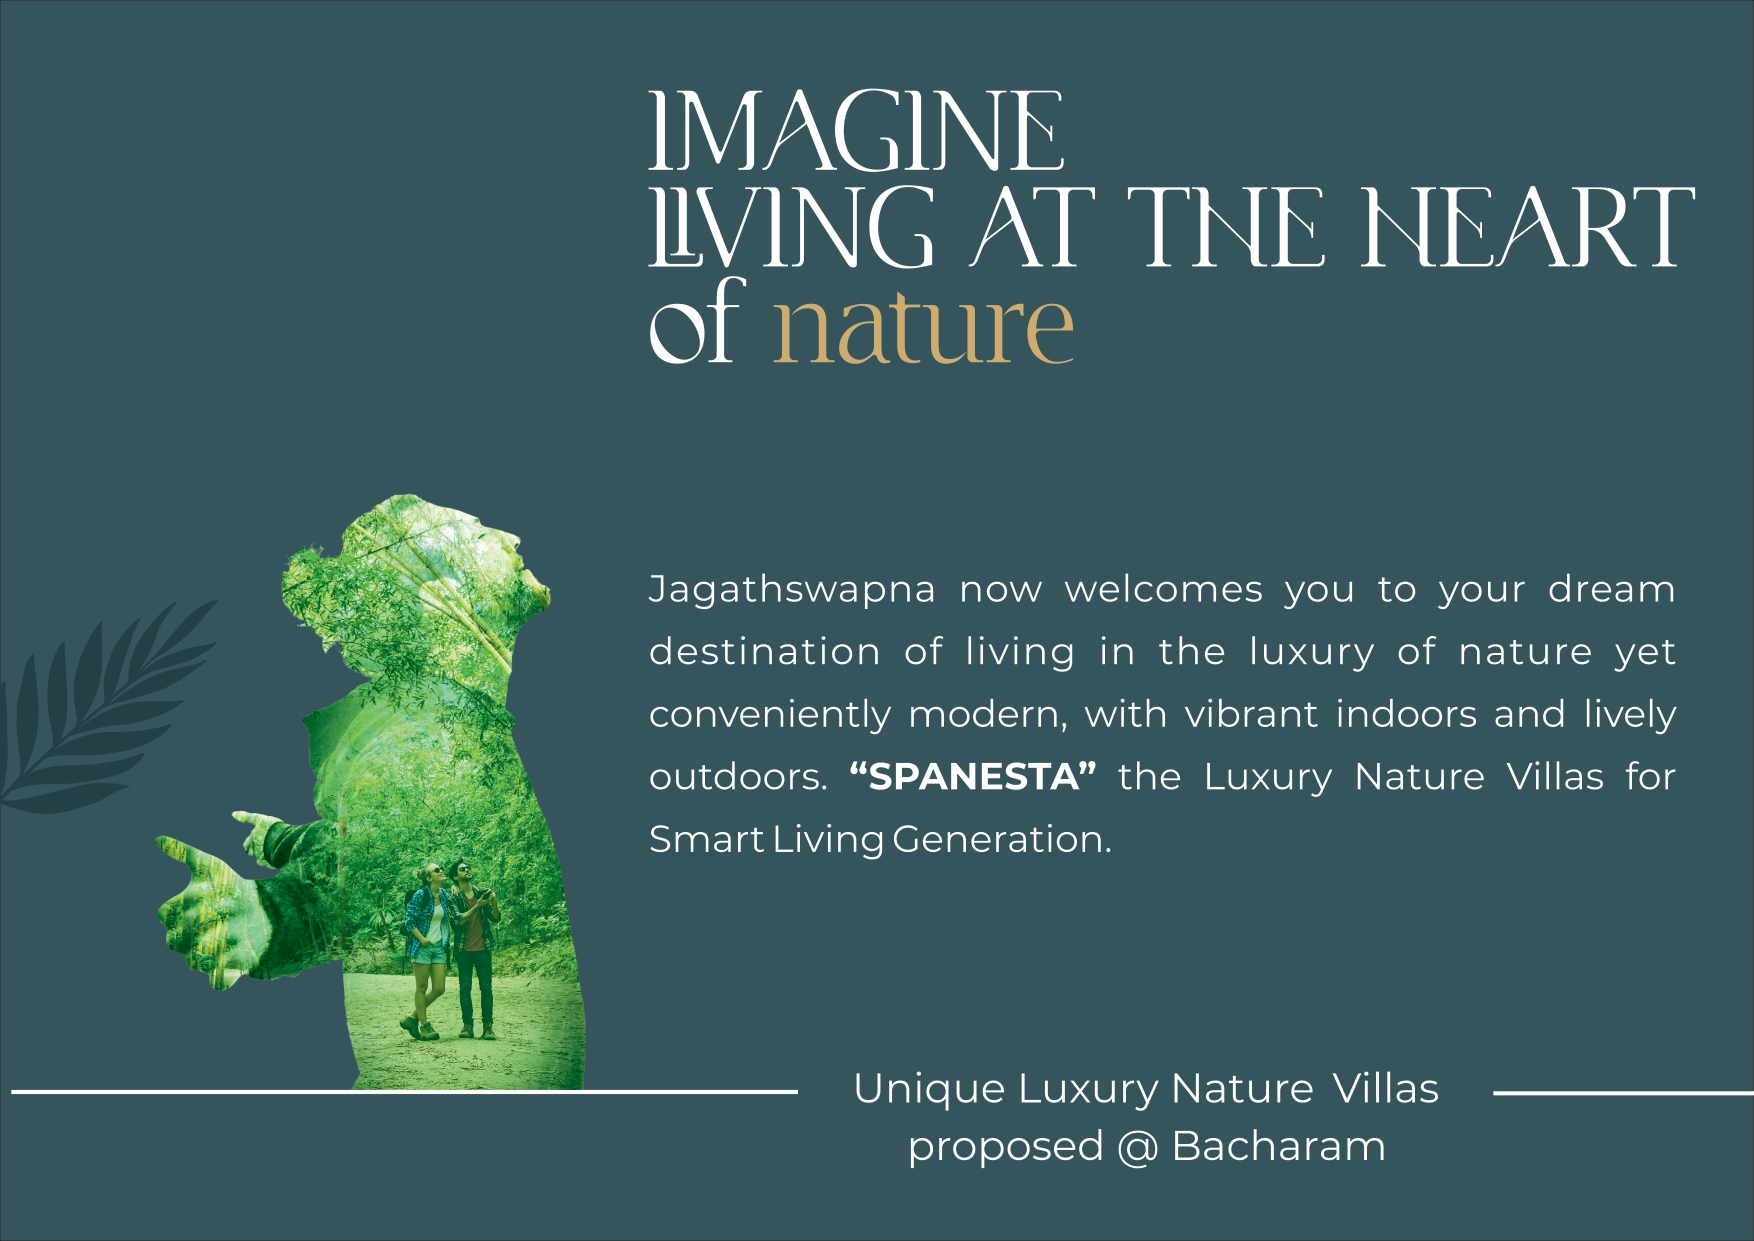 IMAGINE
LIVING AT THE HEART
of nature
Jagathswapna now welcomes you to your dream
destination of living in the luxury of nature yet
conveniently modern, with vibrant indoors and lively
outdoors. “SPANESTA” the Luxury Nature Villas for
Smart Living Generation.
Unique Luxury Nature Villas
proposed @ Bacharam